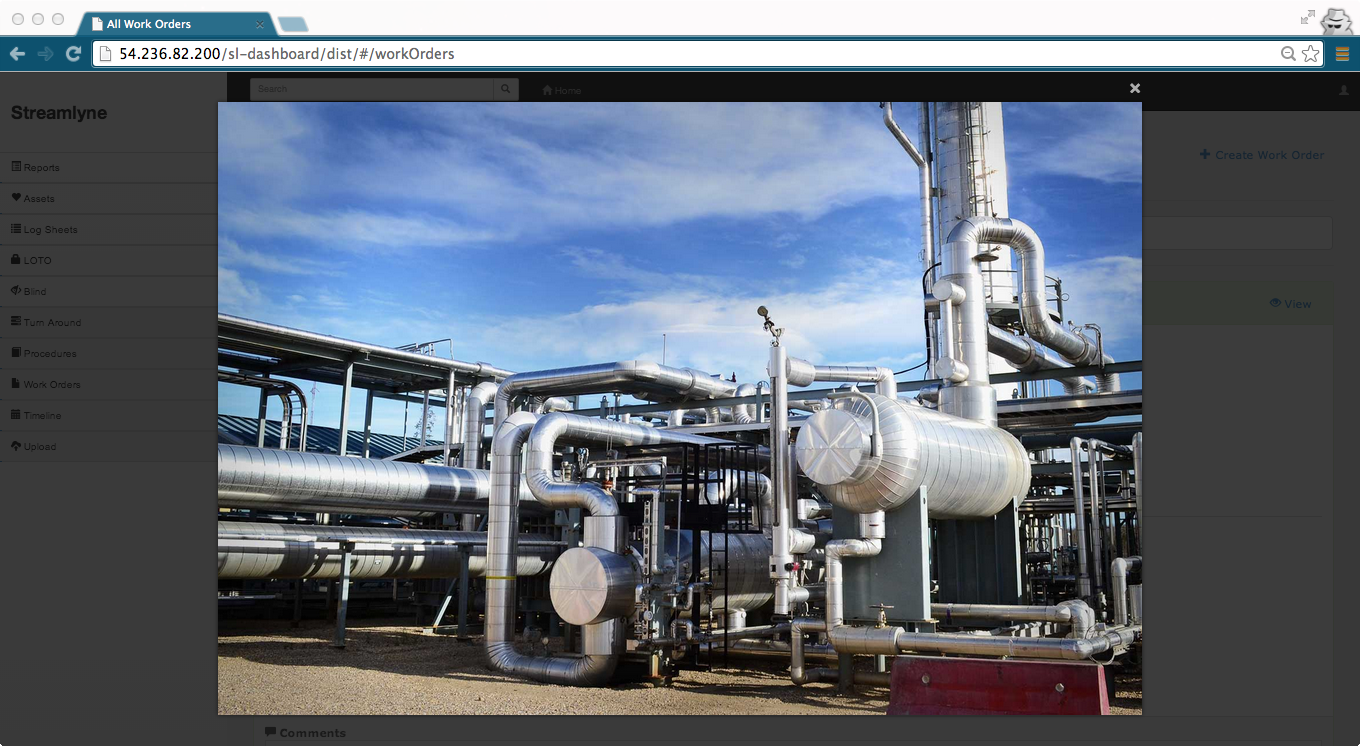 All Work Orders
54.236.82.200/sl-dashboard/dist/#/workOrders
Search
Home
Streamlyne
Create Work Order
Reports
Assets
Log Sheets
LOTO
Blind
View
Turn Around
Procedures
Work Orders
Timeline
Upload
Comments